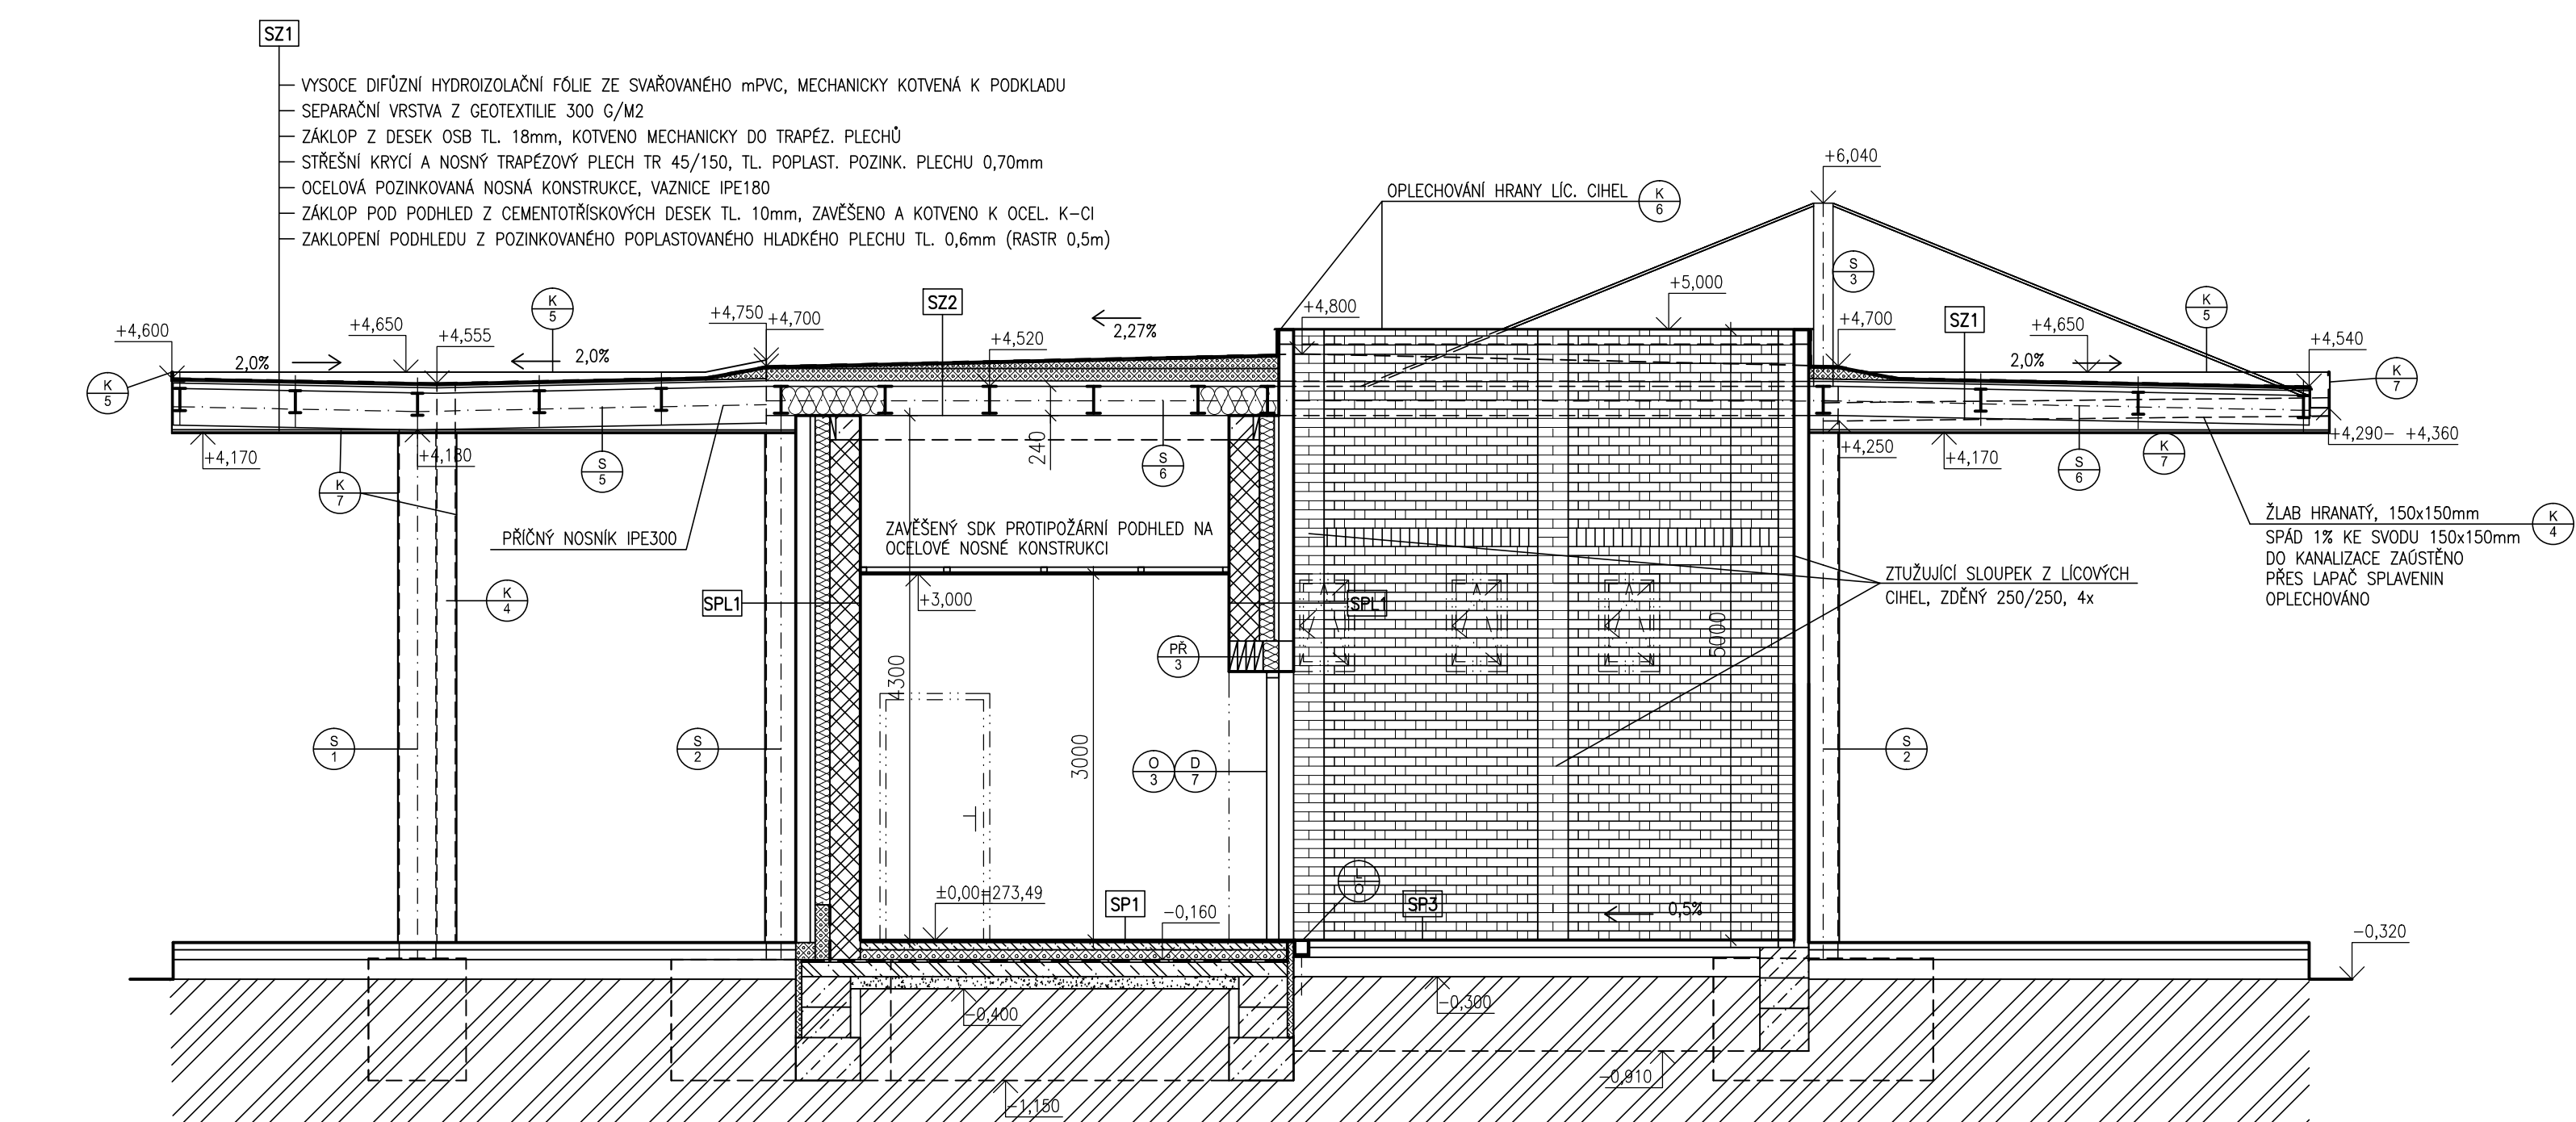 SZ1
VYSOCE DIFŮZNÍ HYDROIZOLAČNÍ FÓLIE ZE SVAŘOVANÉHO mPVC, MECHANICKY KOTVENÁ K PODKLADU
SEPARAČNÍ VRSTVA Z GEOTEXTILIE 300 G/M2
ZÁKLOP Z DESEK OSB TL. 18mm, KOTVENO MECHANICKY DO TRAPÉZ. PLECHŮ
STŘEŠNÍ KRYCÍ A NOSNÝ TRAPÉZOVÝ PLECH TR 45/150, TL. POPLAST. POZINK. PLECHU 0,70mm
OCELOVÁ POZINKOVANÁ NOSNÁ KONSTRUKCE, VAZNICE IPE180
ZÁKLOP POD PODHLED Z CEMENTOTŘÍSKOVÝCH DESEK TL. 10mm, ZAVĚŠENO A KOTVENO K OCEL. K-CI
ZAKLOPENÍ PODHLEDU Z POZINKOVANÉHO POPLASTOVANÉHO HLADKÉHO PLECHU TL. 0,6mm (RASTR 0,5m)
+6,040
OPLECHOVÁNÍ HRANY LÍC. CIHEL
K
6
S
3
+5,000
SZ2
K
5
K
5
+4,600
+4,650
+4,555
+4,750
+4,700
2,27%
+4,800
+4,520
+4,700
SZ1
+4,650
+4,540
2,0%
2,0%
2,0%
K
5
K
7
+4,170
+4,180
S
5
K
7
240
S
6
+4,250
+4,170
S
6
K
7
+4,290- +4,360
PŘÍČNÝ NOSNÍK IPE300
ZAVĚŠENÝ SDK PROTIPOŽÁRNÍ PODHLED NA
OCELOVÉ NOSNÉ KONSTRUKCI
ŽLAB HRANATÝ, 150x150mm
SPÁD 1% KE SVODU 150x150mm
DO KANALIZACE ZAÚSTĚNO
PŘES LAPAČ SPLAVENIN
OPLECHOVÁNO
K
4
ZTUŽUJÍCÍ SLOUPEK Z LÍCOVÝCH
CIHEL, ZDĚNÝ 250/250, 4x
K
4
SPL1
+3,000
SPL1
PŘ
3
4300
5000
3000
S
1
S
2
O
3
D
7
S
2
L
O
±0,00=273,49
SP1
-0,160
SP3
0,5%
-0,320
-0,400
-0,300
-0,910
-1,150